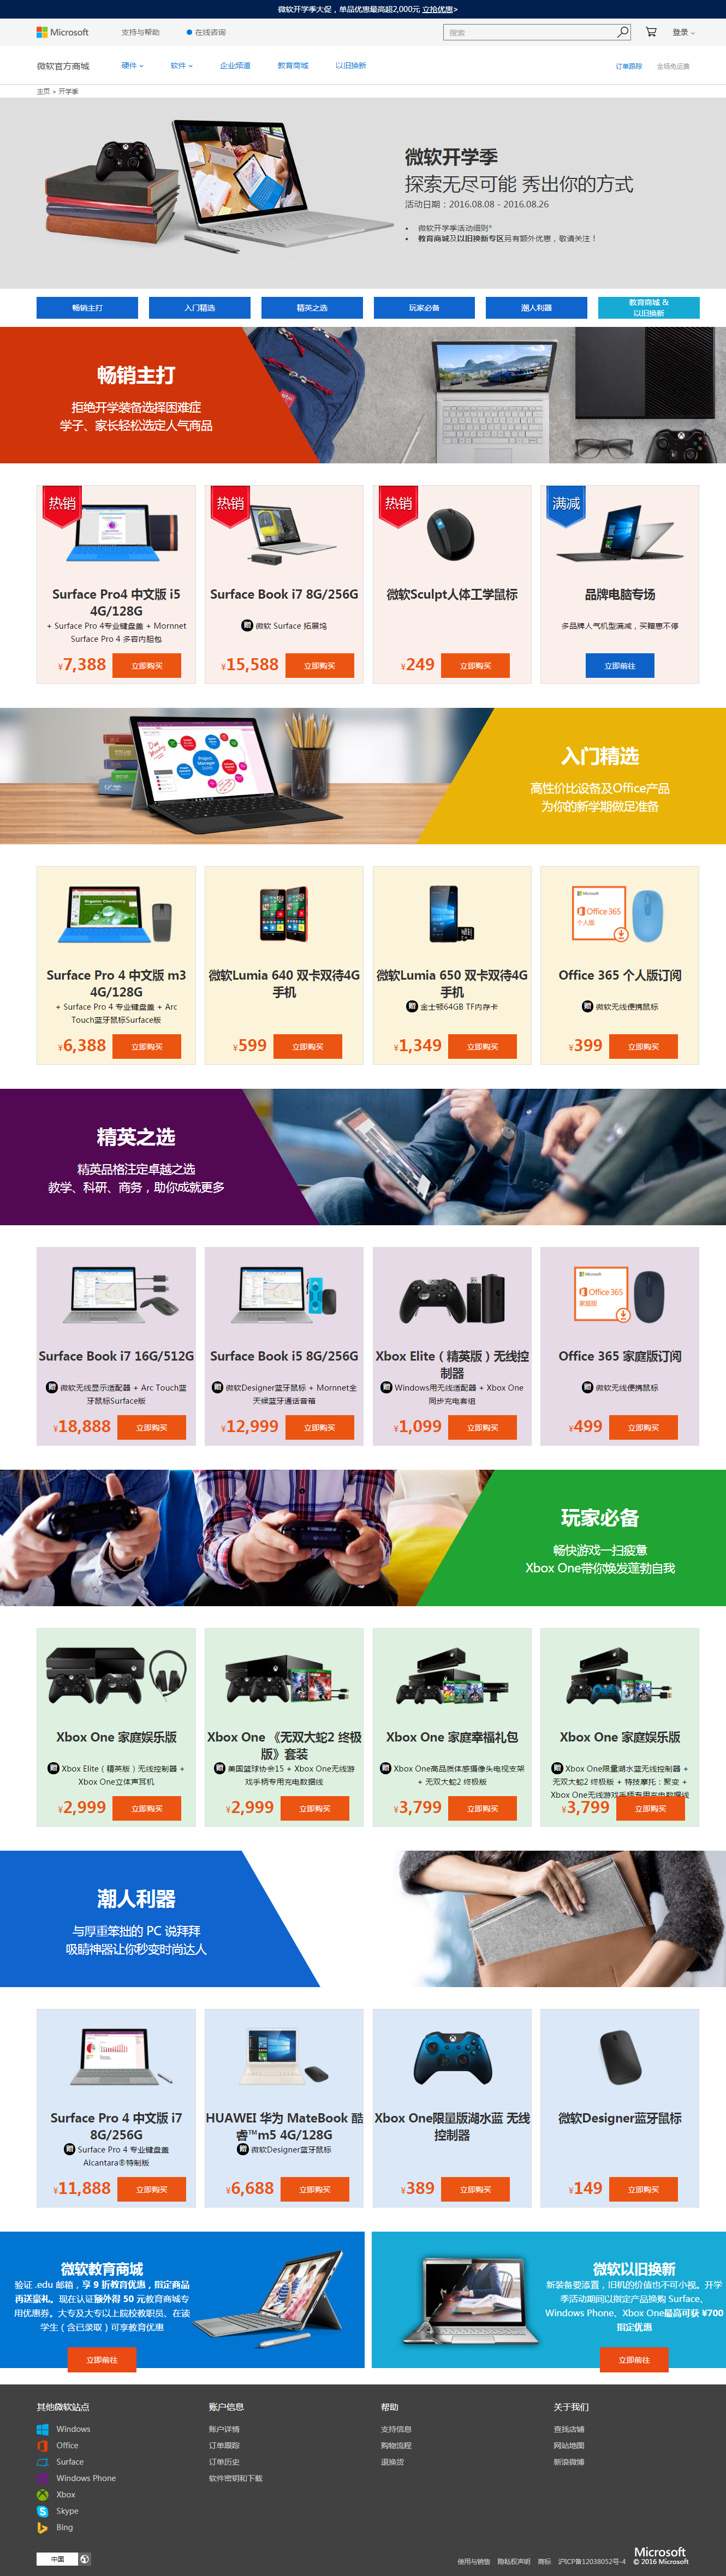 微软开学季大促，单品优惠最高超2,000元 立抢优惠>
Microsoft 支持与帮助 在线咨询 搜索 登录
微软官方商城 硬件 软件 企业频道 教育商城 以旧换新 订单跟踪 全场免运费
主页 > 开学季
微软开学季
探索无尽可能 秀出你的方式
活动日期：2016.08.08 - 2016.08.26
• 微软开学季活动细则*
• 教育商城及以旧换新专区另有额外优惠，敬请关注！
畅销主打 入门精选 精英之选 玩家必备 潮人利器 教育商城 &
以旧换新
畅销主打
拒绝开学装备选择困难症
学子、家长轻松选定人气商品
热销
Surface Pro4 中文版 i5
4G/128G
+ Surface Pro 4专业键盘盖 + Mornnet
Surface Pro 4 多容内胆包
¥7,388 立即购买
热销
Surface Book i7 8G/256G
赠 微软 Surface 拓展坞
¥15,588 立即购买
热销
微软Sculpt人体工学鼠标
¥249 立即购买
满减
品牌电脑专场
多品牌人气机型满减，买赠惠不停
立即前往
入门精选
高性价比设备及Office产品
为你的新学期做足准备
Organic Chemistry
Surface Pro 4 中文版 m3
4G/128G
+ Surface Pro 4 专业键盘盖 + Arc
Touch蓝牙鼠标Surface版
¥6,388 立即购买
微软Lumia 640 双卡双待4G
手机
¥599 立即购买
微软Lumia 650 双卡双待4G
手机
赠 金士顿64GB TF内存卡
¥1,349 立即购买
Microsoft
Office 365
个人版
Office 365 个人版订阅
赠 微软无线便携鼠标
¥399 立即购买
精英之选
精英品格注定卓越之选
教学、科研、商务，助你成就更多
Surface Book i7 16G/512G
赠 微软无线显示适配器 + Arc Touch蓝
牙鼠标Surface版
¥18,888 立即购买
Surface Book i5 8G/256G
赠 微软Designer蓝牙鼠标 + Mornnet全
天候蓝牙通话音箱
¥12,999 立即购买
Xbox Elite（精英版）无线控
制器
赠 Windows用无线适配器 + Xbox One
同步充电套组
¥1,099 立即购买
Microsoft
Office 365
家庭版
Office 365 家庭版订阅
赠 微软无线便携鼠标
¥499 立即购买
玩家必备
畅快游戏一扫疲惫
Xbox One带你焕发蓬勃自我
Xbox One 家庭娱乐版
赠 Xbox Elite（精英版）无线控制器 +
Xbox One立体声耳机
¥2,999 立即购买
Xbox One 《无双大蛇2 终极
版》套装
赠 美国篮球协会15 + Xbox One无线游
戏手柄专用充电数据线
¥2,999 立即购买
Xbox One 家庭幸福礼包
赠 Xbox One高品质体感摄像头电视支架
+ 无双大蛇2 终极版
¥3,799 立即购买
Xbox One 家庭娱乐版
赠 Xbox One限量湖水蓝无线控制器 +
无双大蛇2 终极版 + 特技摩托：聚变 +
Xbox One无线游戏手柄专用充电数据线
¥3,799 立即购买
潮人利器
与厚重笨拙的 PC 说拜拜
吸睛神器让你秒变时尚达人
Surface Pro 4 中文版 i7
8G/256G
赠 Surface Pro 4 专业键盘盖
Alcantara®特制版
¥11,888 立即购买
HUAWEI 华为 MateBook 酷
睿™m5 4G/128G
赠 微软Designer蓝牙鼠标
¥6,688 立即购买
Xbox One限量版湖水蓝 无线
控制器
¥389 立即购买
微软Designer蓝牙鼠标
¥149 立即购买
微软教育商城
验证 .edu 邮箱，享 9 折教育优惠，指定商品
再送豪礼。现在认证额外得 50 元教育商城专
用优惠券。大专及大专以上院校教职员、在读
学生（含已录取）可享教育优惠
立即前往
微软以旧换新
新装备要添置，旧机的价值也不可小视。开学
季活动期间以指定产品换购 Surface、
Windows Phone、Xbox One最高可获 ¥700
指定优惠
立即前往
其他微软站点
Windows
Office
Surface
Windows Phone
Xbox
Skype
Bing
账户信息
账户详情
订单跟踪
订单历史
软件密钥和下载
帮助
支持信息
购物流程
退换货
关于我们
查找店铺
网站地图
新浪微博
中国
使用与销售 隐私权声明 商标 沪ICP备12038052号-4 Microsoft
© 2016 Microsoft